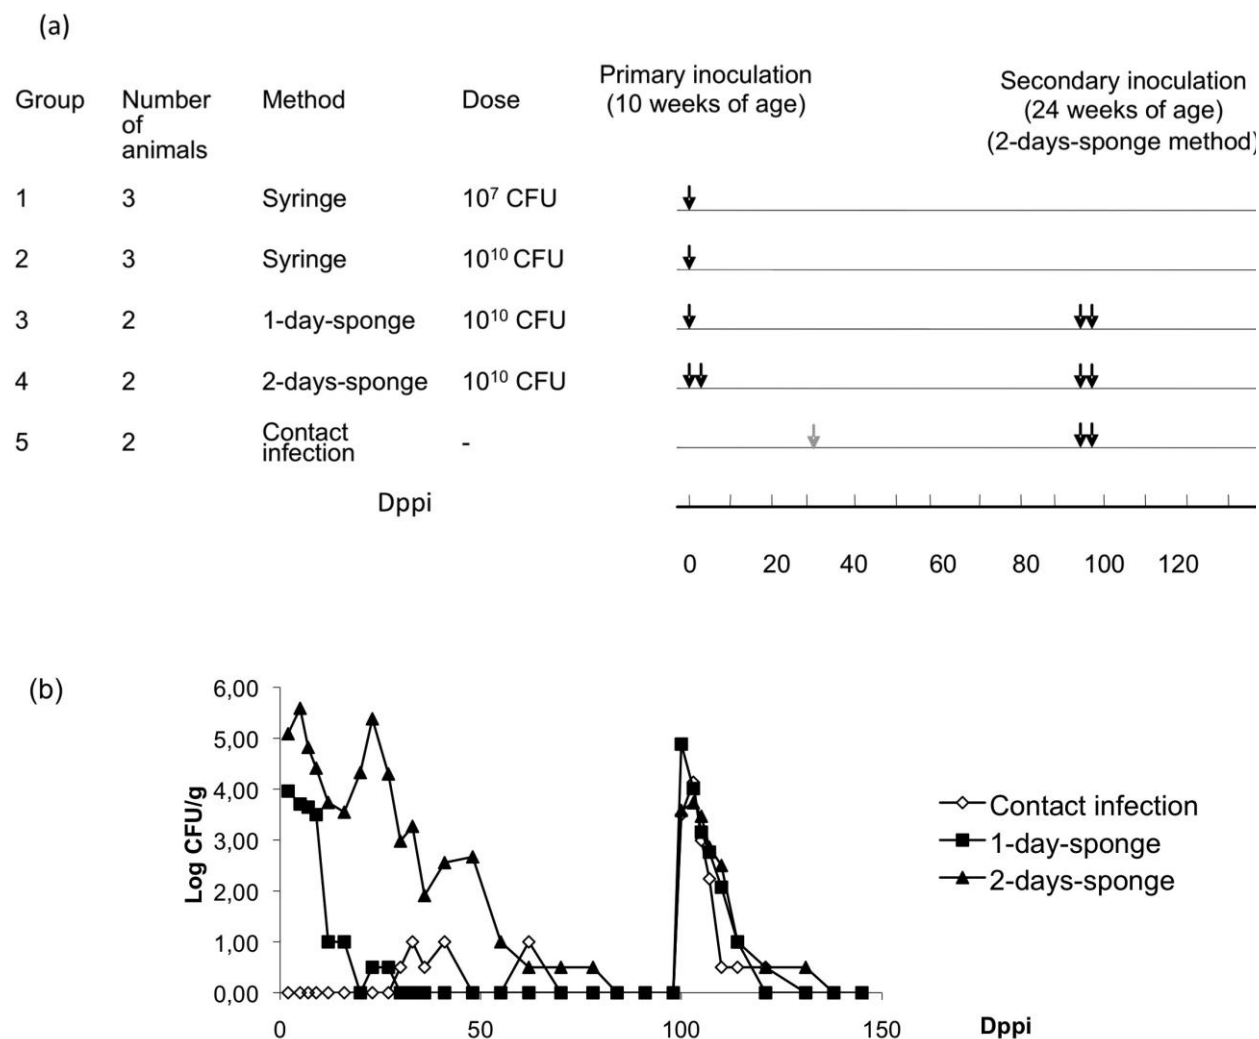 (a)
Group
Number
of
animals
Method
Dose
Primary inoculation
(10 weeks of age)
Secondary inoculation
(24 weeks of age)
(2-days-sponge method)
1 3 Syringe 10⁷ CFU
2 3 Syringe 10¹⁰ CFU
3 2 1-day-sponge 10¹⁰ CFU
4 2 2-days-sponge 10¹⁰ CFU
5 2 Contact
infection -
Dppi
0 20 40 60 80 100 120
(b)
6,00
5,00
4,00
3,00
2,00
1,00
0,00
Log CFU/g
0 50 100 150 Dppi
Contact infection
1-day-sponge
2-days-sponge